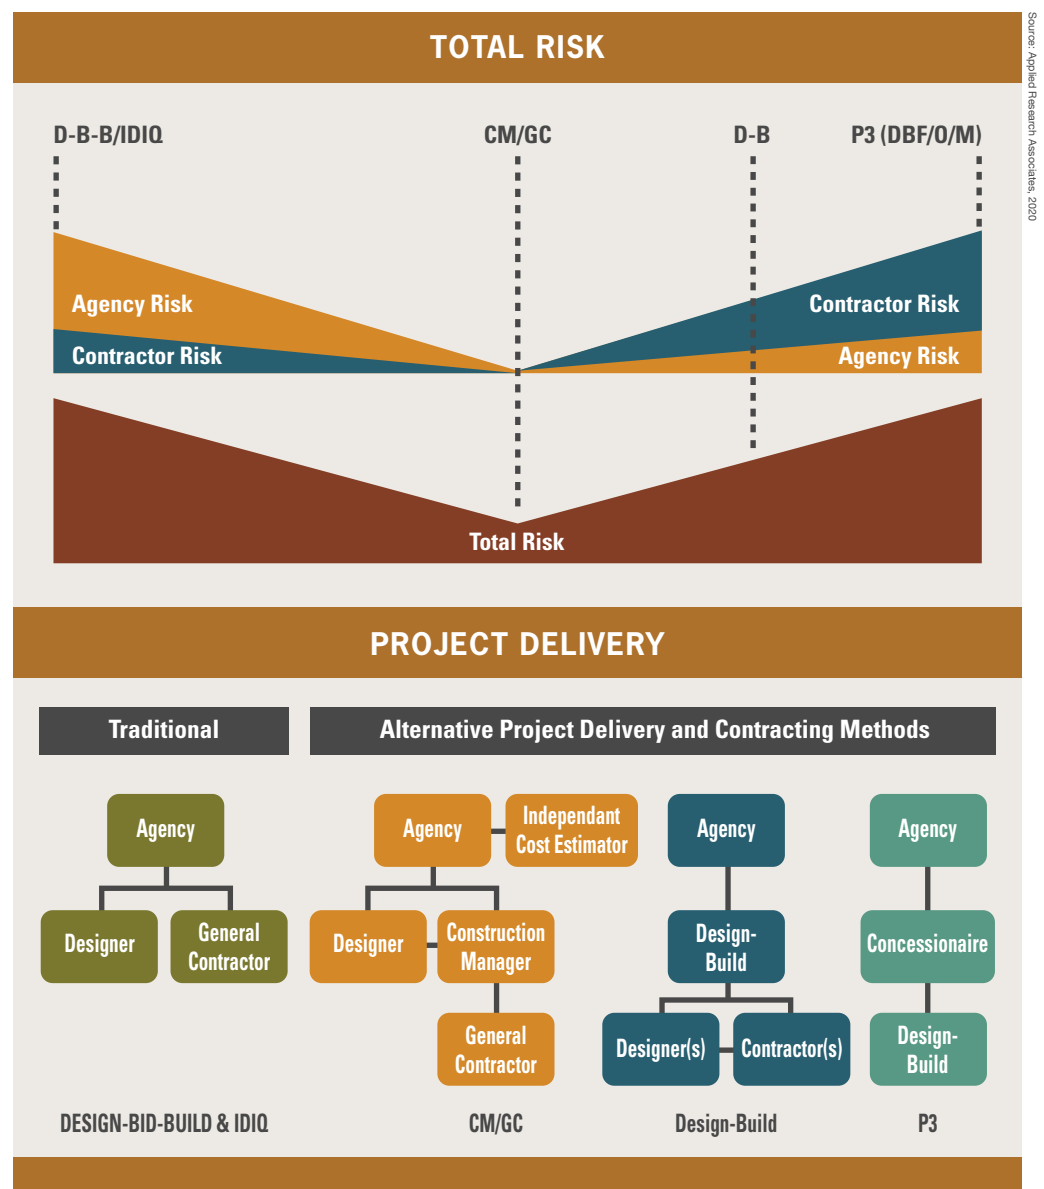 TOTAL RISK
Source: Applied Research Associates, 2020
D-B-B/IDIQ
CM/GC
D-B
P3 (DBF/O/M)
Agency Risk
Contractor Risk
Contractor Risk
Agency Risk
Total Risk
PROJECT DELIVERY
Traditional
Alternative Project Delivery and Contracting Methods
Agency
Designer
General
Contractor
DESIGN-BID-BUILD & IDIQ
Agency
Independant
Cost Estimator
Designer
Construction
Manager
General
Contractor
CM/GC
Agency
Design-
Build
Designer(s)
Contractor(s)
Design-Build
Agency
Concessionaire
Design-
Build
P3